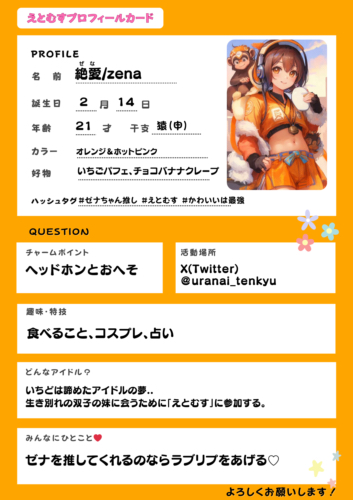 えとむすプロフィールカード
PROFILE
ぜな
名 前 絶愛/zena
誕生日 2 月 14 日
年齢 21 才 干支 猿(申)
カラー オレンジ&ホットピンク
好物 いちごパフェ、チョコバナナクレープ
ハッシュタグ #ゼナちゃん推し #えとむす #かわいいは最強
QUESTION
チャームポイント
ヘッドホンとおへそ
活動場所
X(Twitter)
@uranai_tenkyu
趣味・特技
食べること、コスプレ、占い
どんなアイドル?
いちどは諦めたアイドルの夢..
生き別れの双子の妹に会うために「えとむす」に参加する。
みんなにひとこと❤
ゼナを推してくれるのならラブリプをあげる♡
よろしくお願いします!